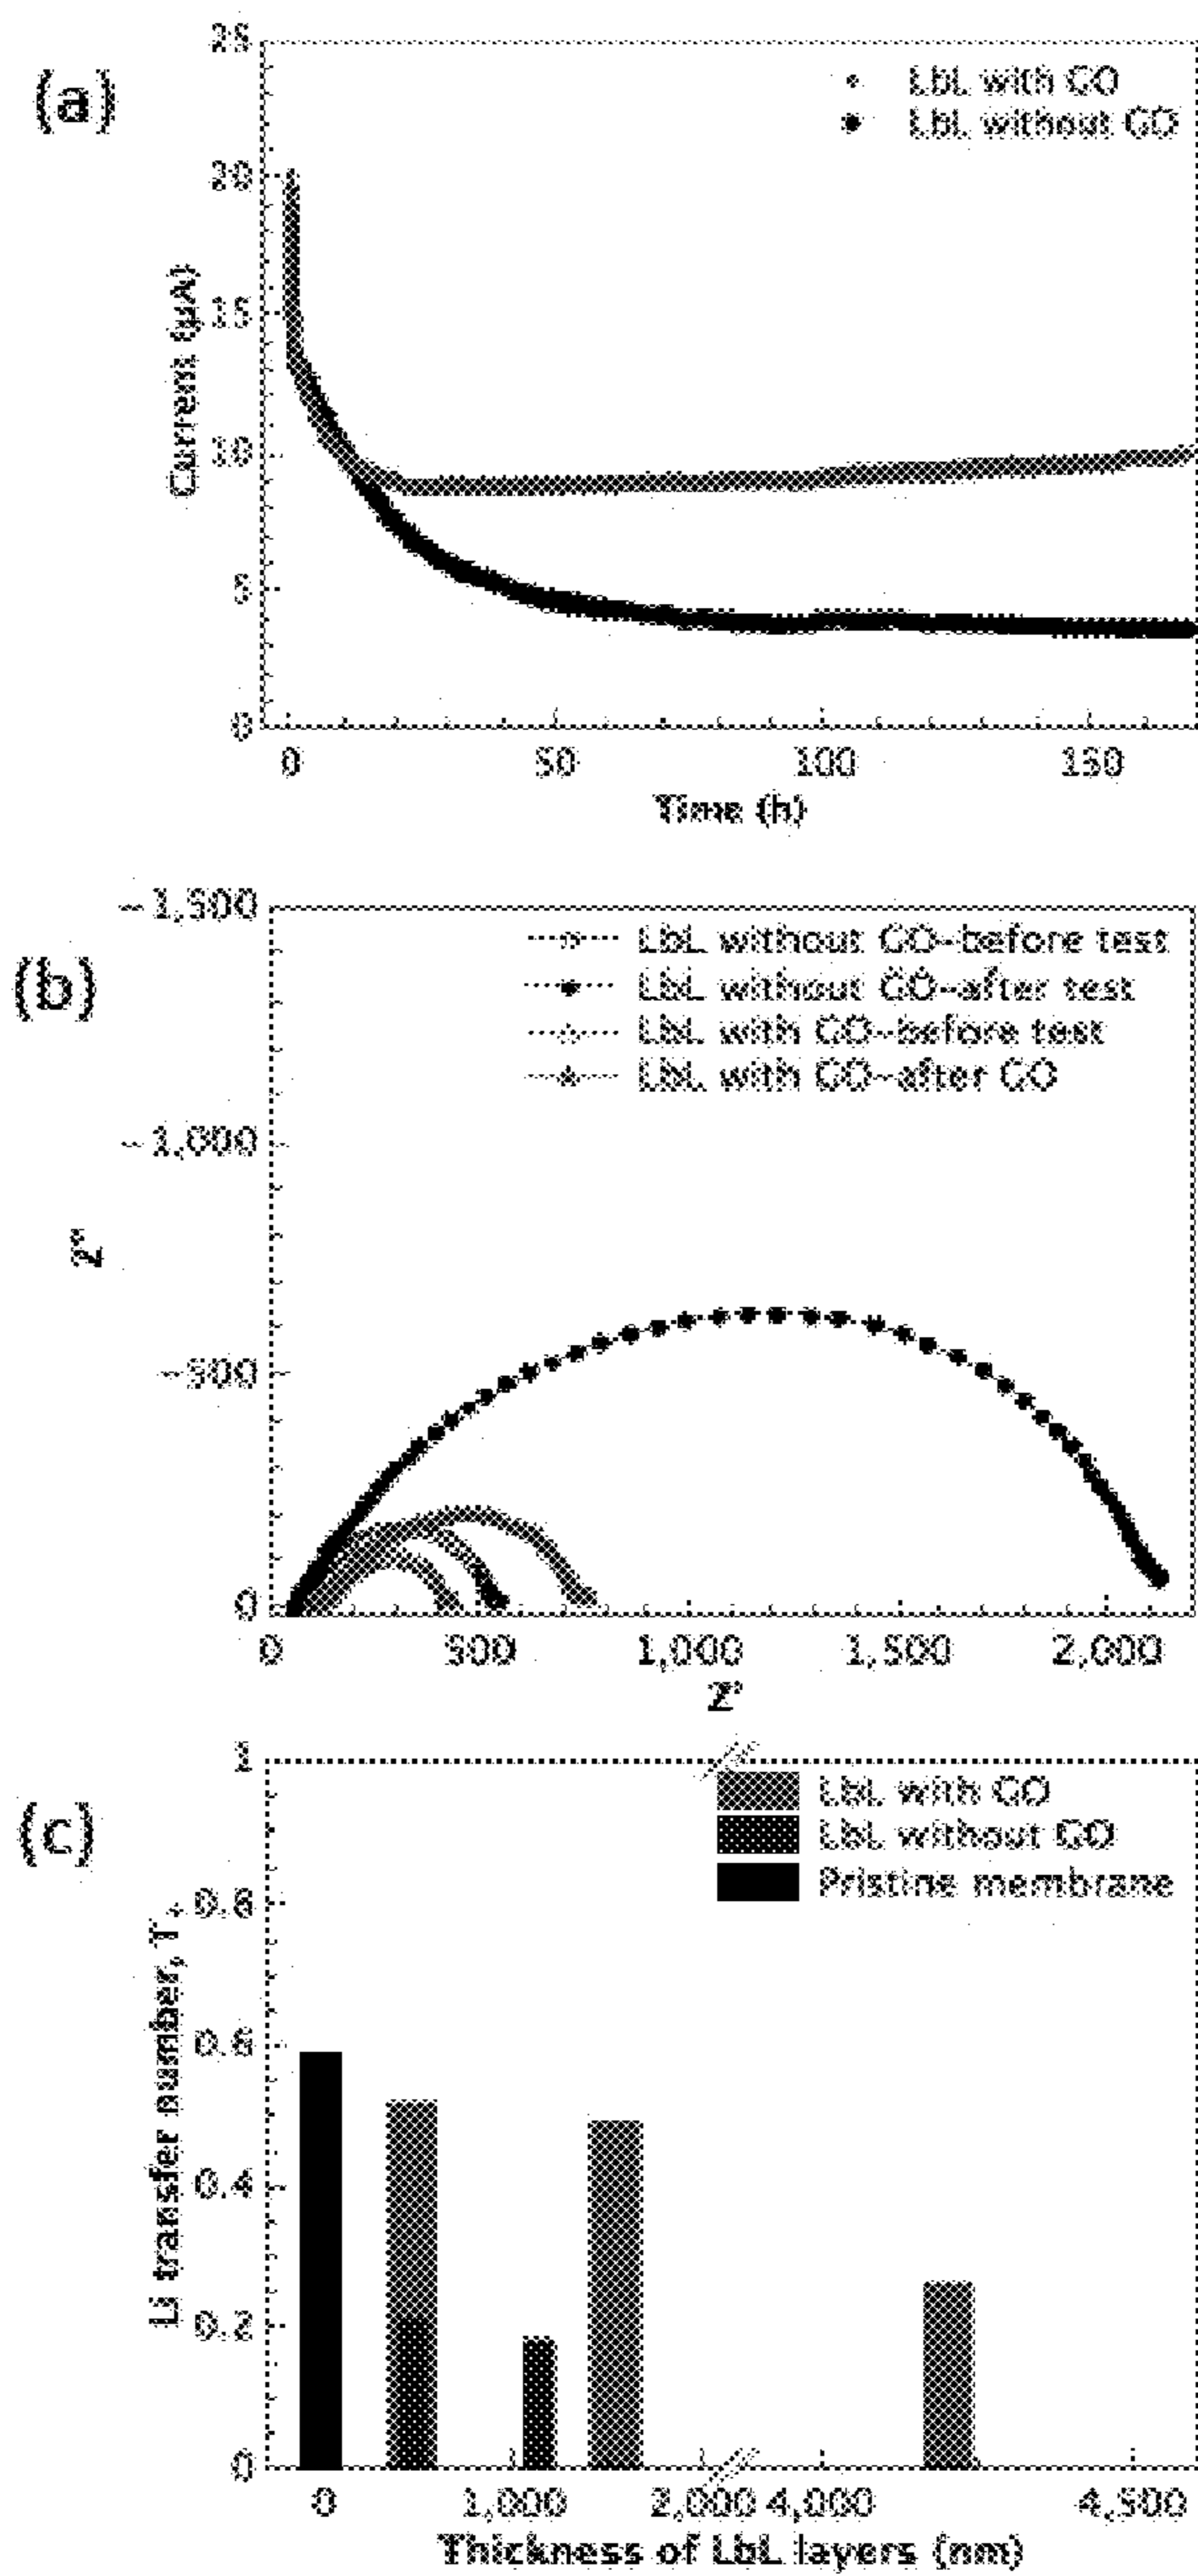 (a)
25
20
15
10
5
0
Current (μA)
LbL with GO
LbL without GO
0 50 100 150
Time (h)
(b)
-1,500
-1,000
-500
0
Z"
LbL without GO-before test
LbL without GO-after test
LbL with GO-before test
LbL with GO-after GO
0 500 1,000 1,500 2,000
Z'
(c)
1
0.8
0.6
0.4
0.2
0
Li transfer number, T+
LbL with GO
LbL without GO
Pristine membrane
0 1,000 2,000 4,000 4,500
Thickness of LbL layers (nm)